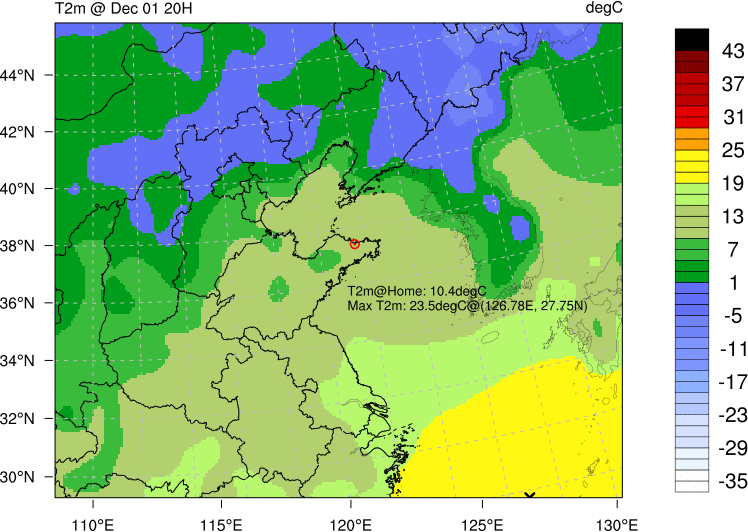 T2m @ Dec 01 20H
degC
44°N
42°N
40°N
38°N
36°N
34°N
32°N
30°N
T2m@Home: 10.4degC
Max T2m: 23.5degC@(126.78E, 27.75N)
110°E
115°E
120°E
125°E
130°E
43
37
31
25
19
13
7
1
-5
-11
-17
-23
-29
-35